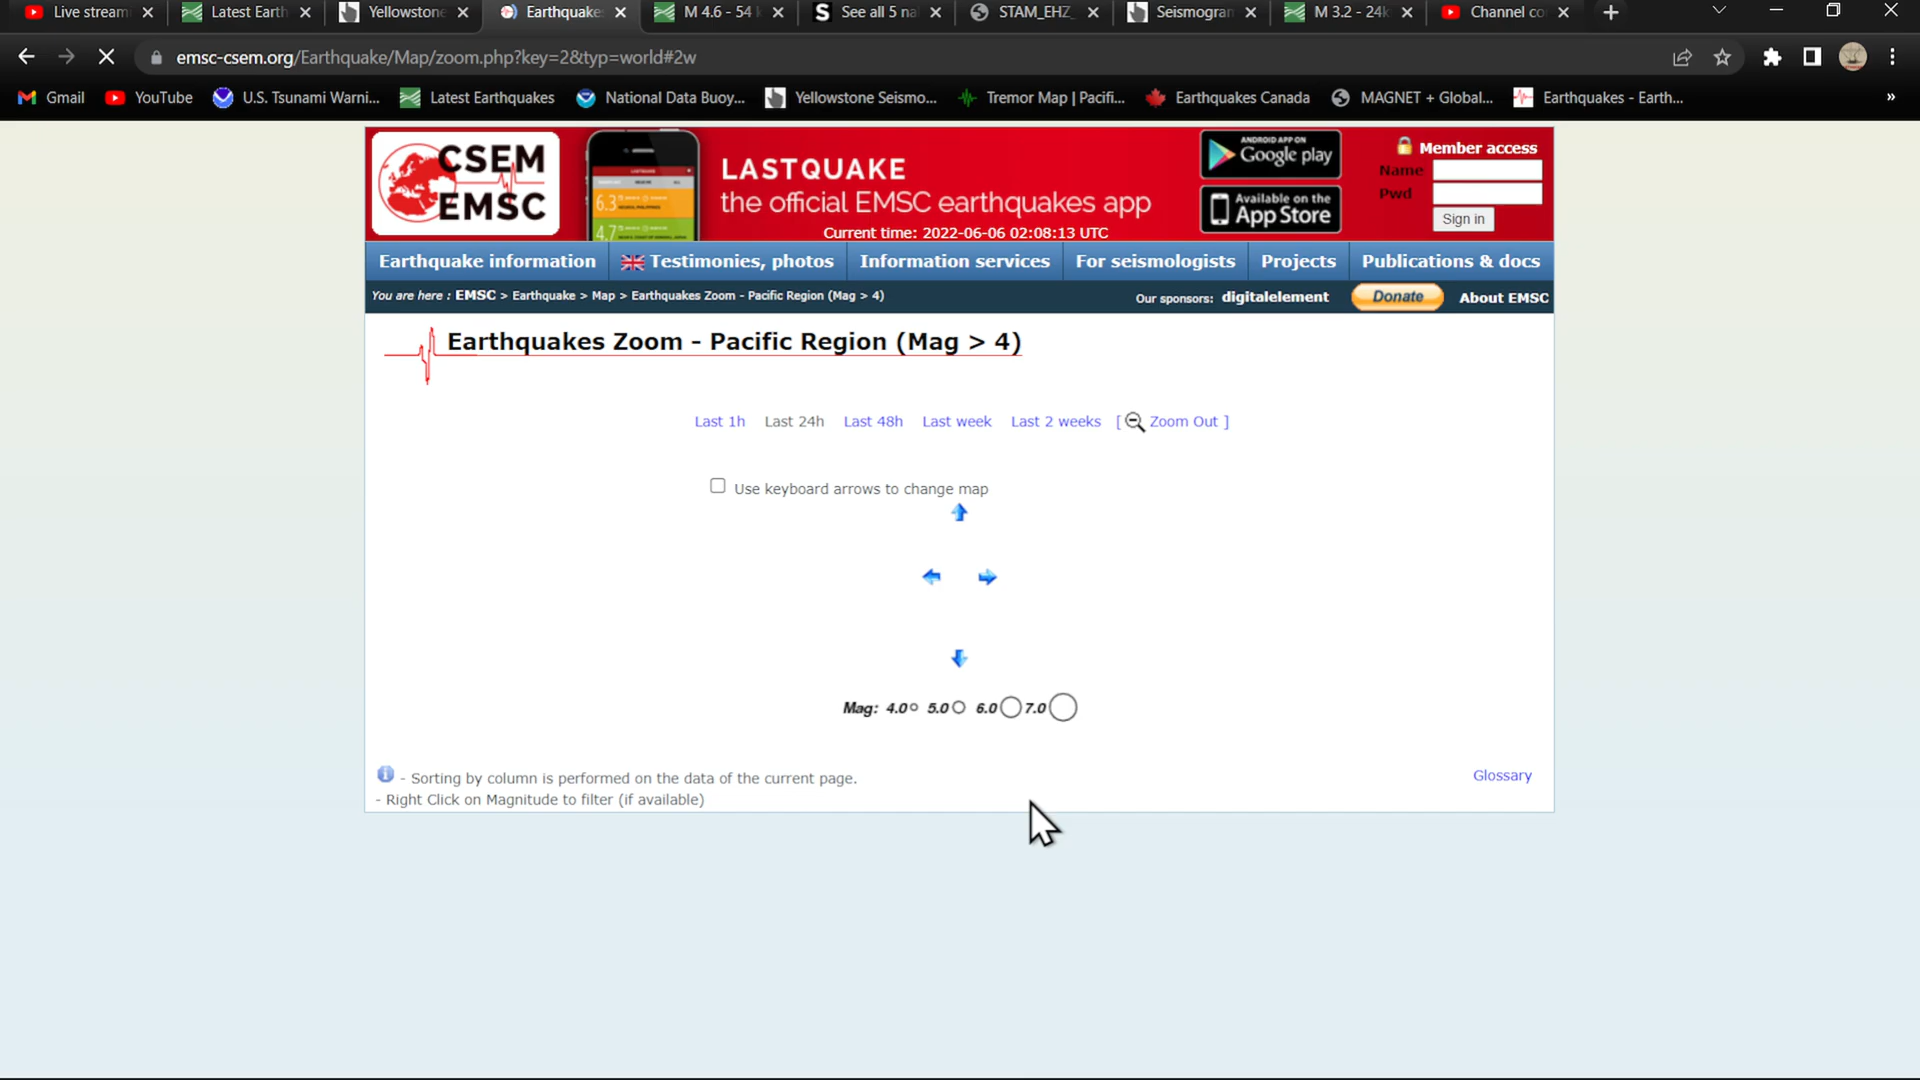 Live stream
Latest Earth
Yellowstone
Earthquake
M 4.6 - 54 k
See all 5 na
STAM_EHZ_
Seismogram
M 3.2 - 24k
Channel co
emsc-csem.org/Earthquake/Map/zoom.php?key=2&typ=world#2w
Gmail
YouTube
U.S. Tsunami Warni...
Latest Earthquakes
National Data Buoy...
Yellowstone Seismo...
Tremor Map | Pacifi...
Earthquakes Canada
MAGNET + Global...
Earthquakes - Earth...
»
CSEM
EMSC
6.3
4.7
LASTQUAKE
the official EMSC earthquakes app
Current time: 2022-06-06 02:08:13 UTC
ANDROID APP ON
Google play
Available on the
App Store
Member access
Name
Pwd
Sign in
Earthquake information
Testimonies, photos
Information services
For seismologists
Projects
Publications & docs
You are here : EMSC > Earthquake > Map > Earthquakes Zoom - Pacific Region (Mag > 4)
Our sponsors: digitalelement
Donate
About EMSC
Earthquakes Zoom - Pacific Region (Mag > 4)
Last 1h Last 24h Last 48h Last week Last 2 weeks [ Zoom Out ]
Use keyboard arrows to change map
Mag: 4.0 5.0 6.0 7.0
- Sorting by column is performed on the data of the current page.
- Right Click on Magnitude to filter (if available)
Glossary